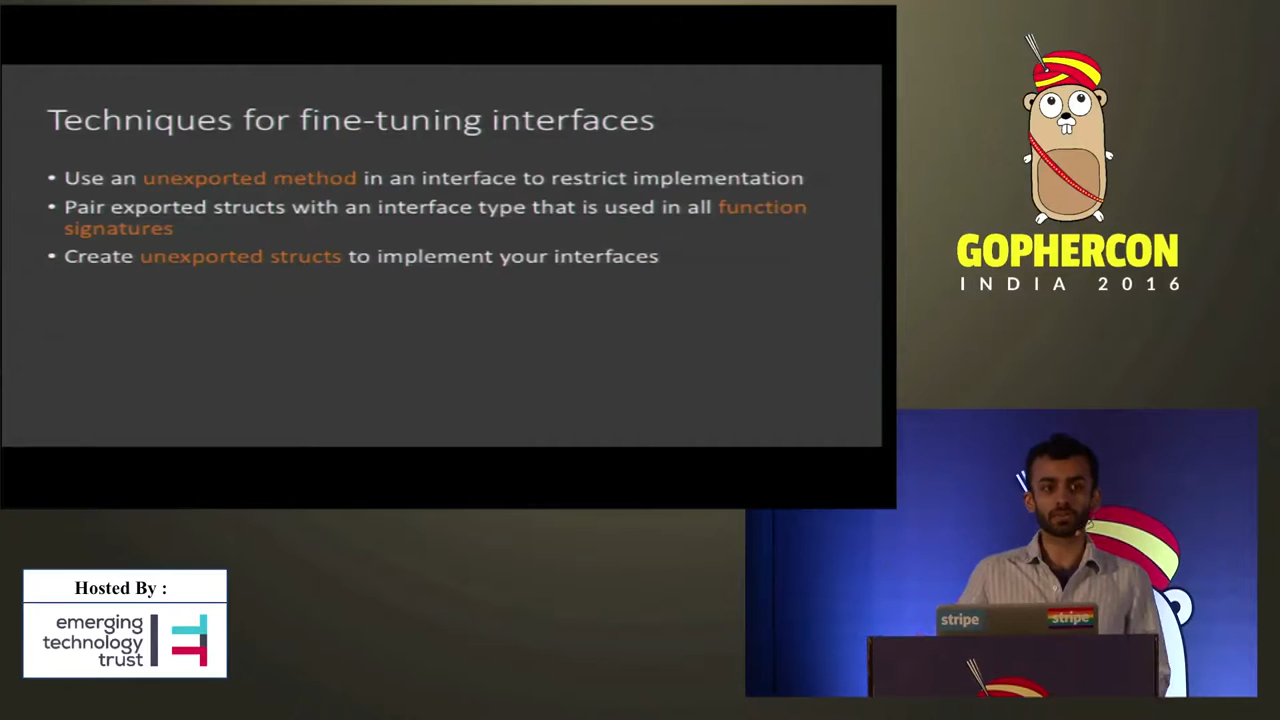 Techniques for fine-tuning interfaces
• Use an unexported method in an interface to restrict implementation
• Pair exported structs with an interface type that is used in all function
signatures
• Create unexported structs to implement your interfaces
GOPHERCON
INDIA 2016
Hosted By :
emerging
technology
trust
stripe
stripe